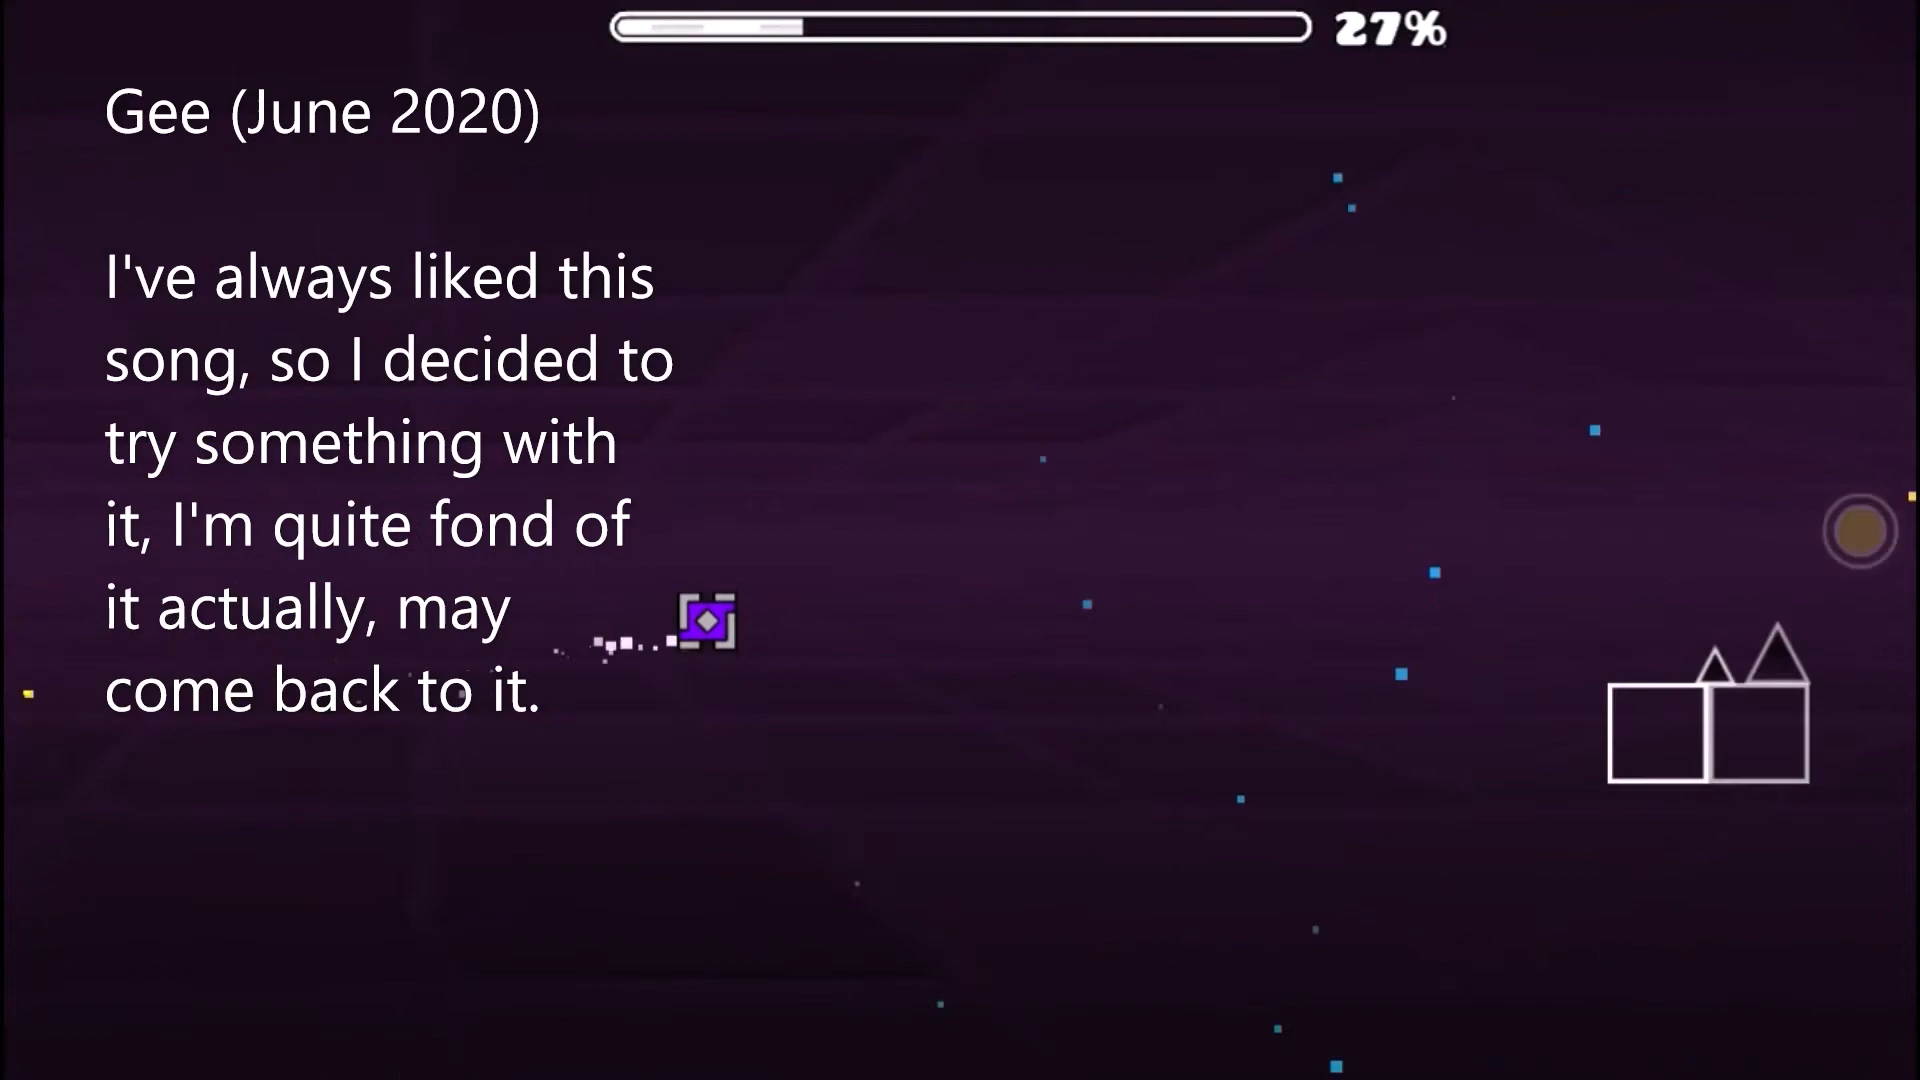 27%
Gee (June 2020)
I've always liked this
song, so I decided to
try something with
it, I'm quite fond of
it actually, may
come back to it.